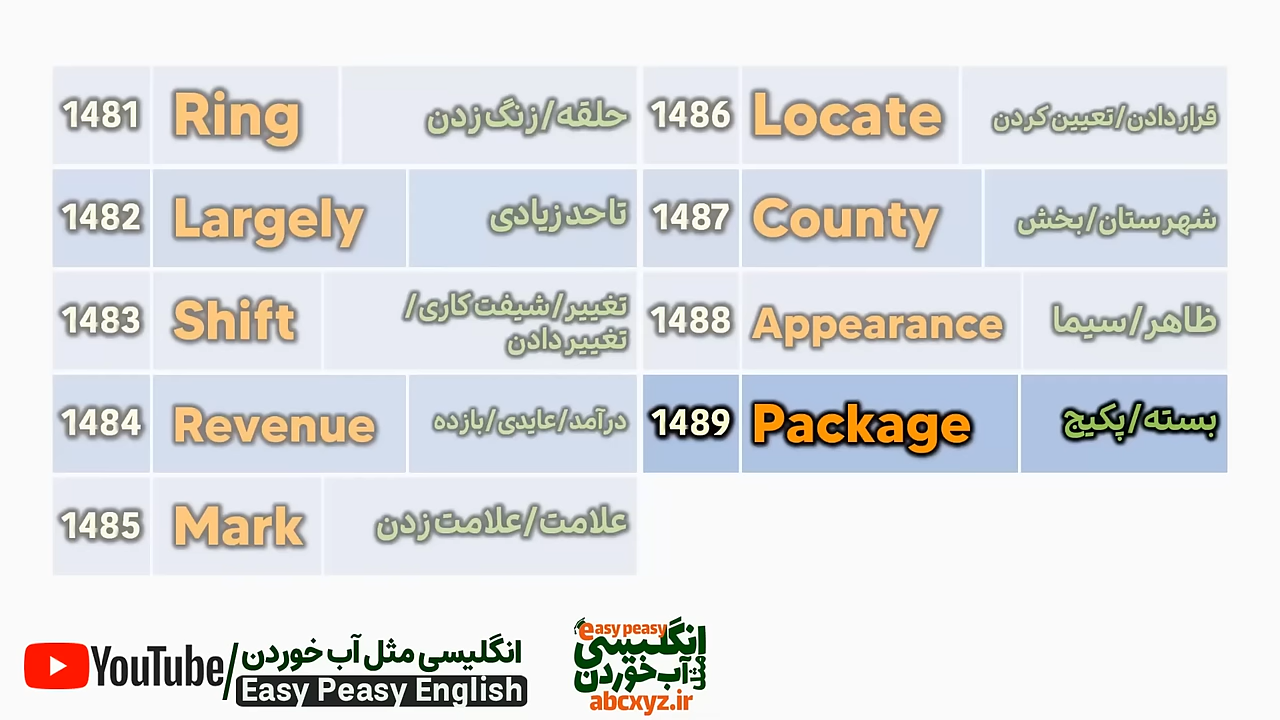 1481 Ring حلقه/زنگ زدن
1482 Largely تا حد زیادی
1483 Shift تغییر/شیفت کاری/
تغییر دادن
1484 Revenue درآمد/عایدی/بازده
1485 Mark علامت/علامت زدن
1486 Locate قرار دادن/تعیین کردن
1487 County شهرستان/بخش
1488 Appearance ظاهر/سیما
1489 Package بسته/پکیج
YouTube/انگلیسی مثل آب خوردن
Easy Peasy English
easy peasy
انگلیسی
مثل آب خوردن
abcxyz.ir